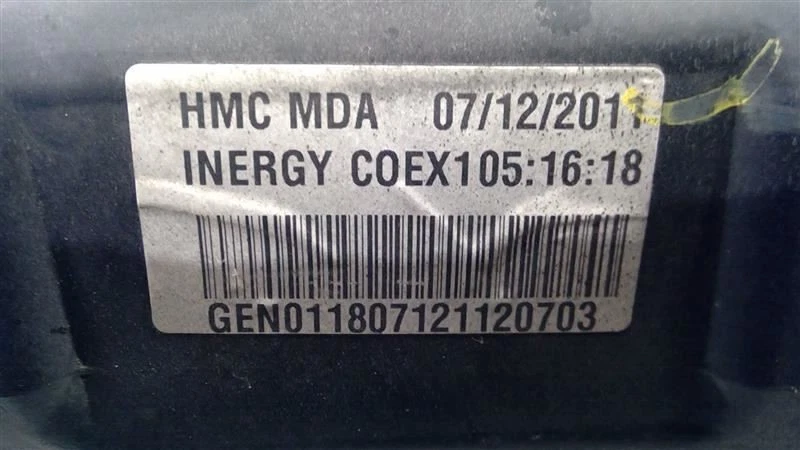 HMC MDA 07/12/2011
INERGY COEX105:16:18
GEN011807121120703